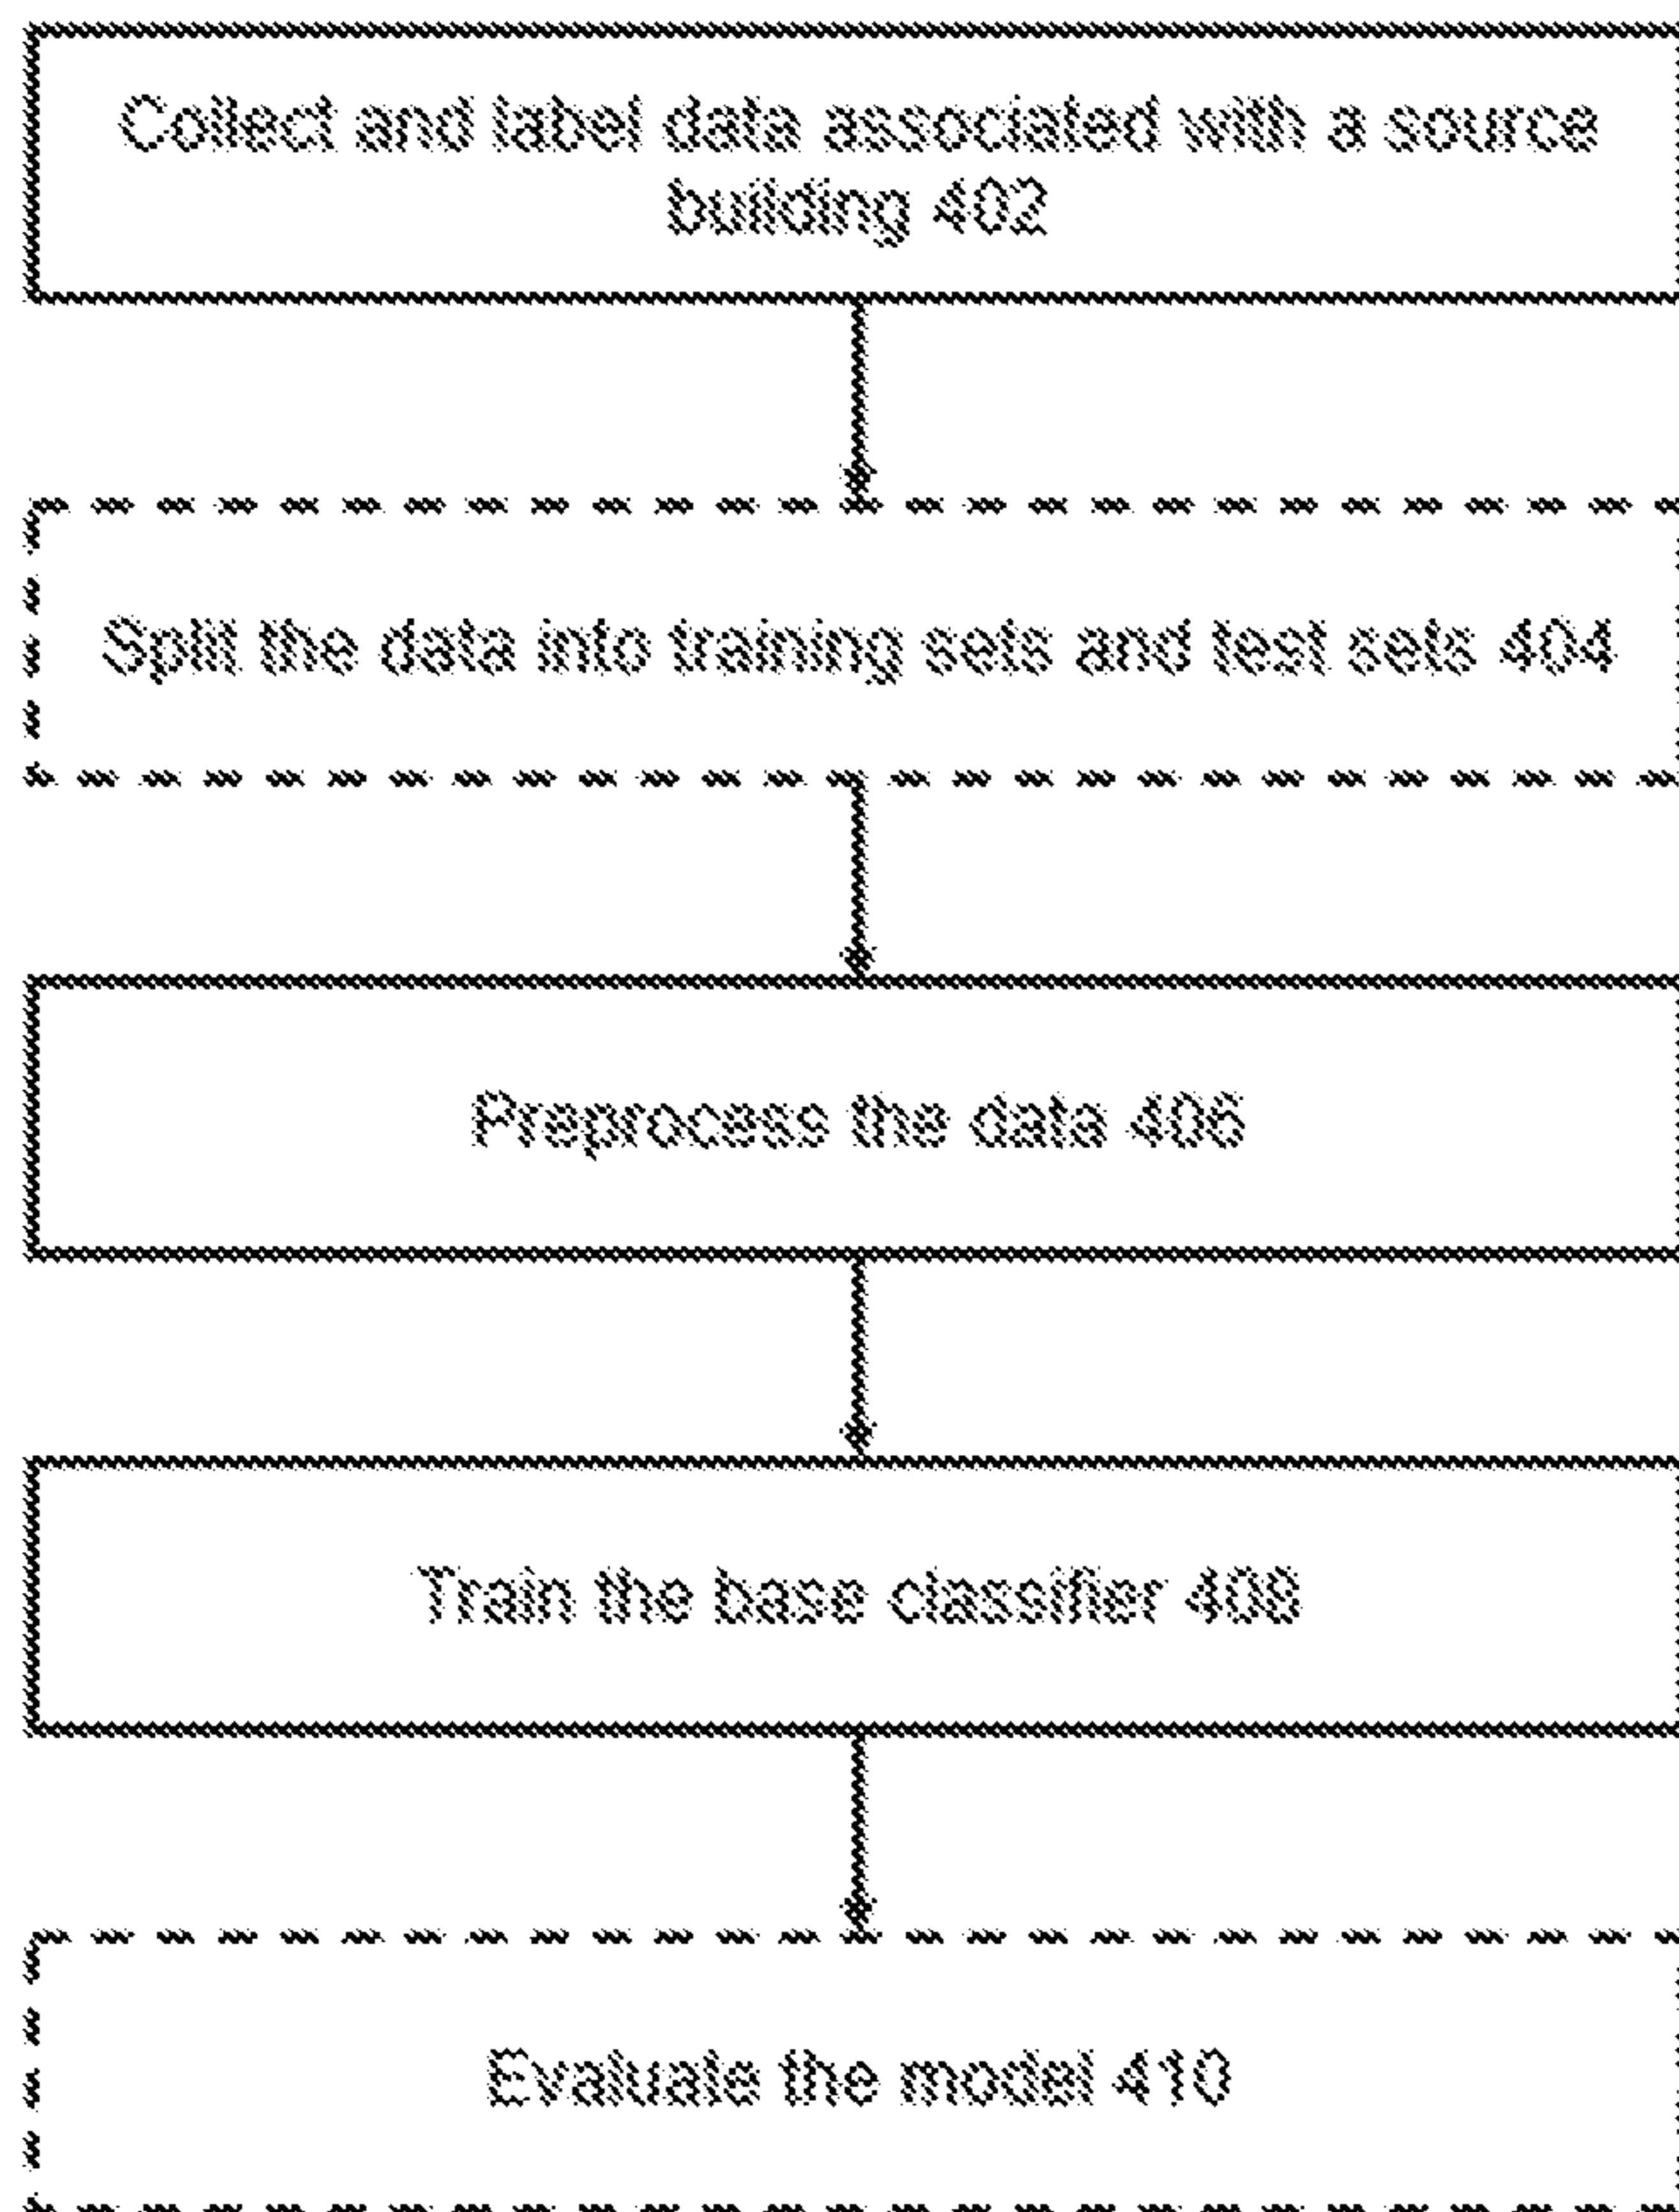 Collect and label data associated with a source
building 402
Split the data into training sets and test sets 404
Preprocess the data 406
Train the base classifier 408
Evaluate the model 410